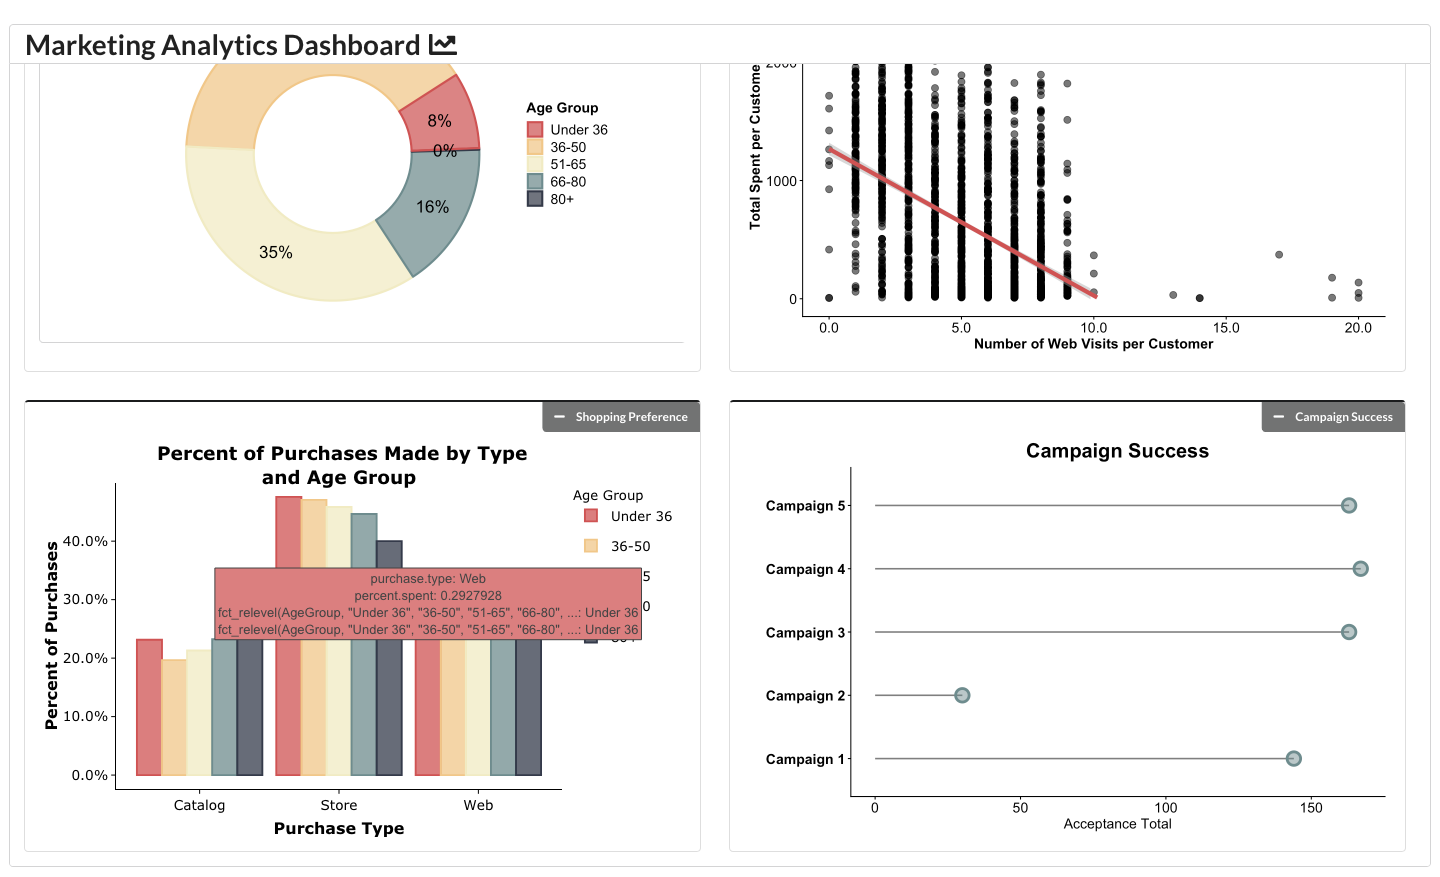 Marketing Analytics Dashboard
8%
0%
16%
35%
Age Group
Under 36
36-50
51-65
66-80
80+
Total Spent per Custome
2000
1000
0
0.0 5.0 10.0 15.0 20.0
Number of Web Visits per Customer
Shopping Preference
Percent of Purchases Made by Type
and Age Group
Percent of Purchases
40.0%
30.0%
20.0%
10.0%
0.0%
Catalog Store Web
Purchase Type
Age Group
Under 36
36-50
5
0
purchase.type: Web
percent.spent: 0.2927928
fct_relevel(AgeGroup, "Under 36", "36-50", "51-65", "66-80", ...: Under 36
fct_relevel(AgeGroup, "Under 36", "36-50", "51-65", "66-80", ...: Under 36
Campaign Success
Campaign Success
Campaign 5
Campaign 4
Campaign 3
Campaign 2
Campaign 1
0 50 100 150
Acceptance Total